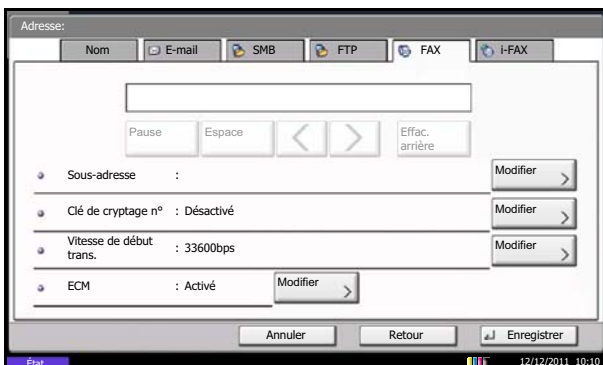 Adresse:
Nom E-mail SMB FTP FAX i-FAX
Pause Espace Effac. arrière
Sous-adresse : Modifier
Clé de cryptage n° : Désactivé Modifier
Vitesse de début trans. : 33600bps Modifier
ECM : Activé Modifier
Annuler Retour Enregistrer
État 12/12/2011 10:10